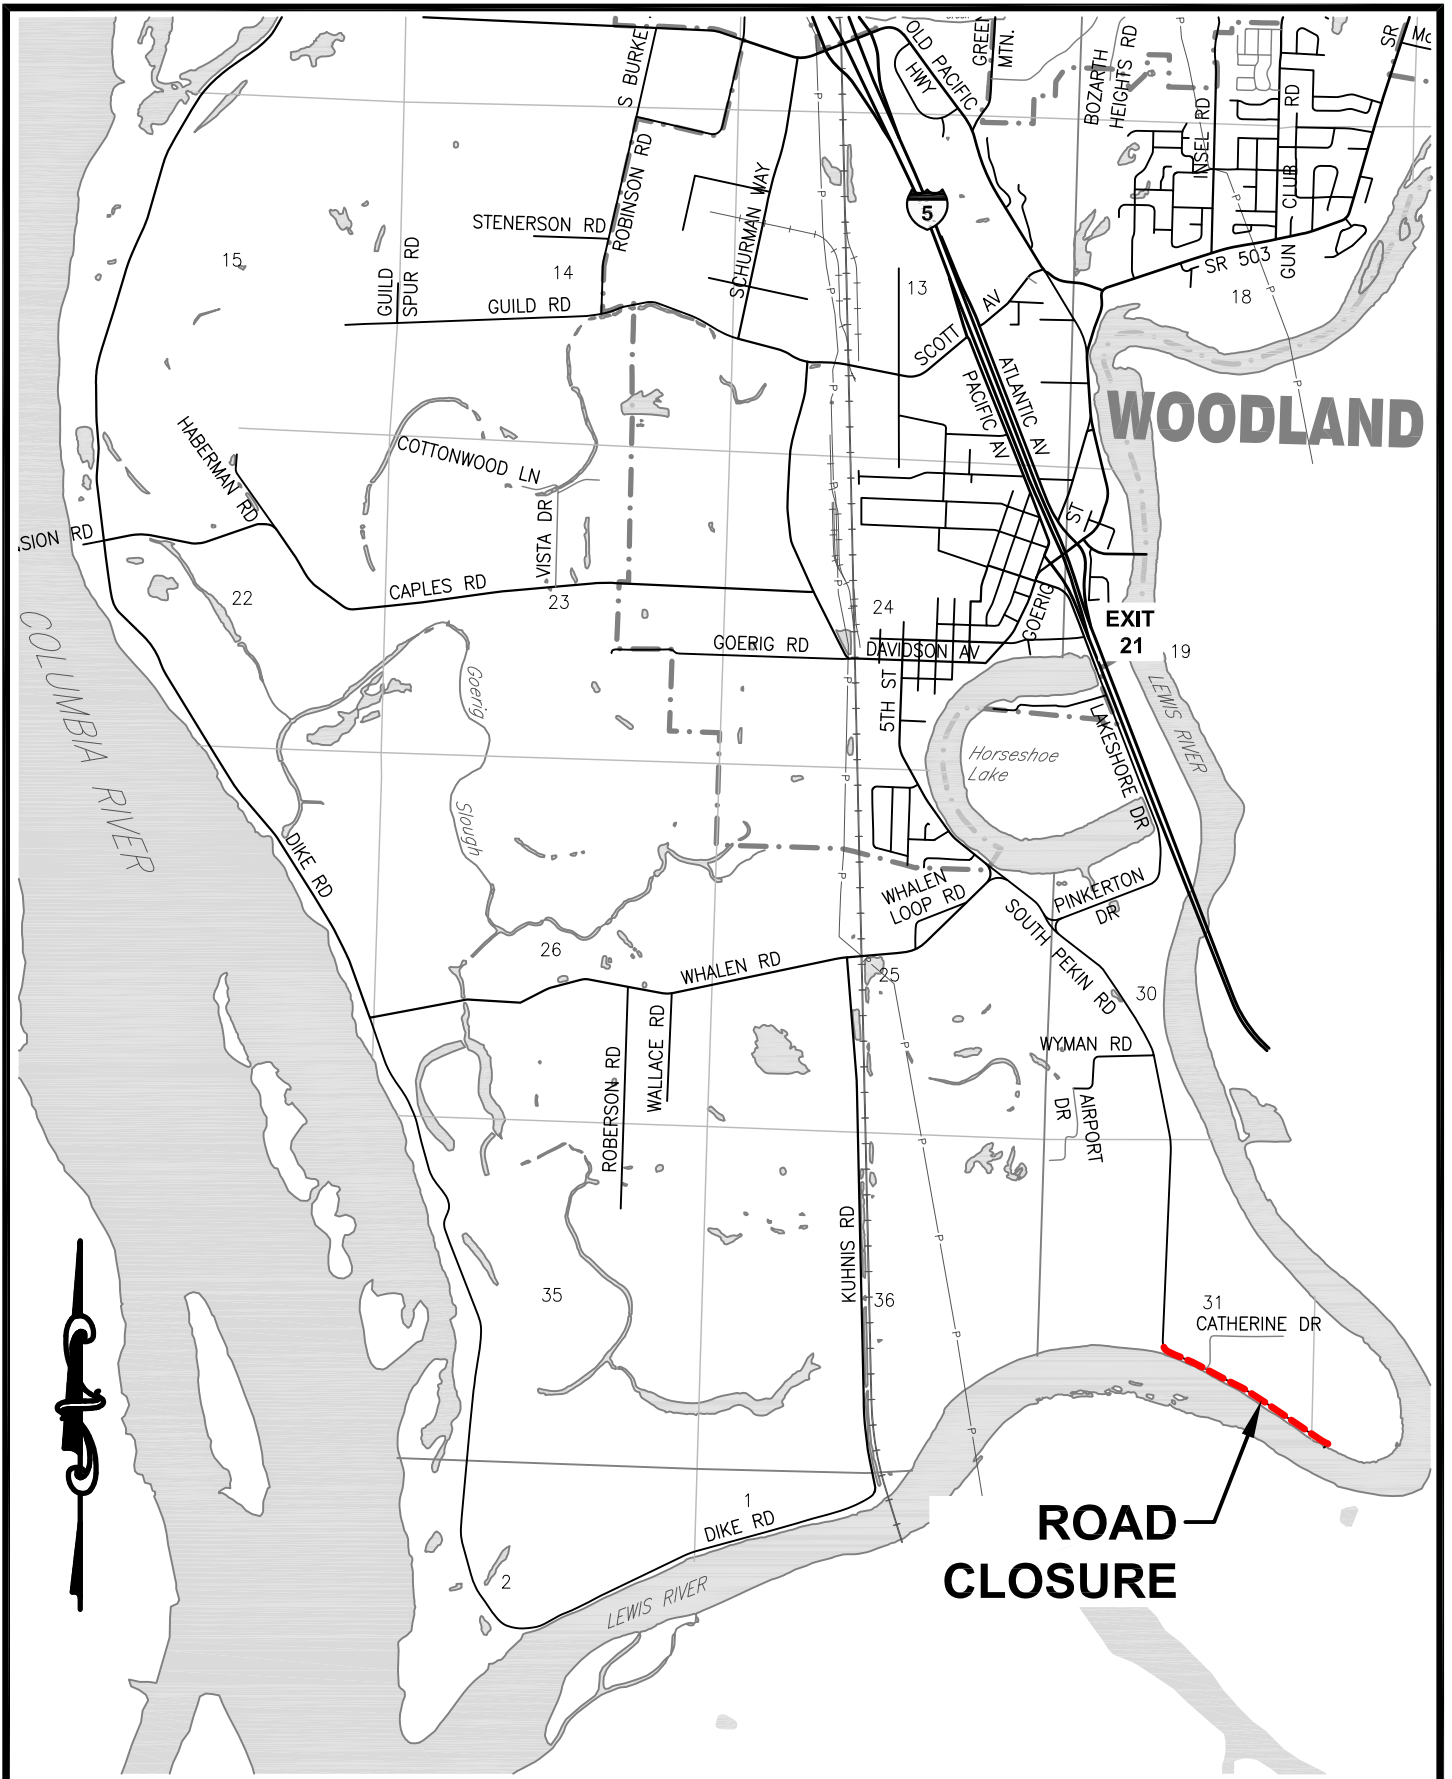 S BURKE
OLD PACIFIC
HWY
GREEN
MTN.
BOZARTH
HEIGHTS RD
INSEL RD
CLUB RD
GUN
SR
Mc
ROBINSON RD
SCHURMAN WAY
5
STENERSON RD
15
GUILD
SPUR RD
14
GUILD RD
13
SR 503
18
SCOTT AV
ATLANTIC AV
PACIFIC AV
WOODLAND
HABERMAN RD
COTTONWOOD LN
VISTA DR
SION RD
ST
22
CAPLES RD
23
24
GOERIG
EXIT
21
19
GOERIG RD
DAVIDSON AV
COLUMBIA RIVER
Goerig
Slough
5TH ST
LEWIS RIVER
LAKESHORE DR
Horseshoe
Lake
DIKE RD
WHALEN
LOOP RD
PINKERTON
DR
SOUTH PEKIN RD
26
WHALEN RD
25
30
WYMAN RD
ROBERSON RD
WALLACE RD
AIRPORT
DR
KUHNIS RD
35
36
31
CATHERINE DR
ROAD
CLOSURE
1
DIKE RD
2
LEWIS RIVER